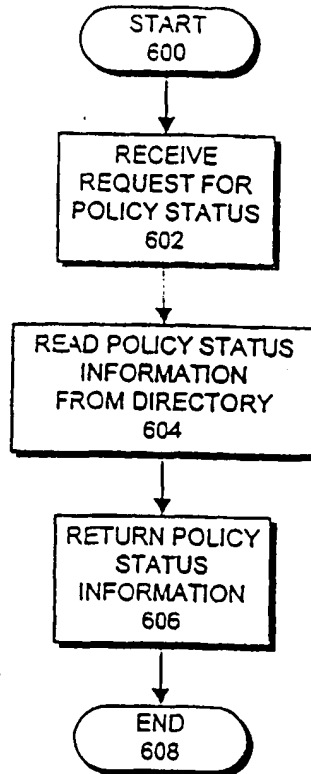 START
600
RECEIVE
REQUEST FOR
POLICY STATUS
602
READ POLICY STATUS
INFORMATION
FROM DIRECTORY
604
RETURN POLICY
STATUS
INFORMATION
606
END
608